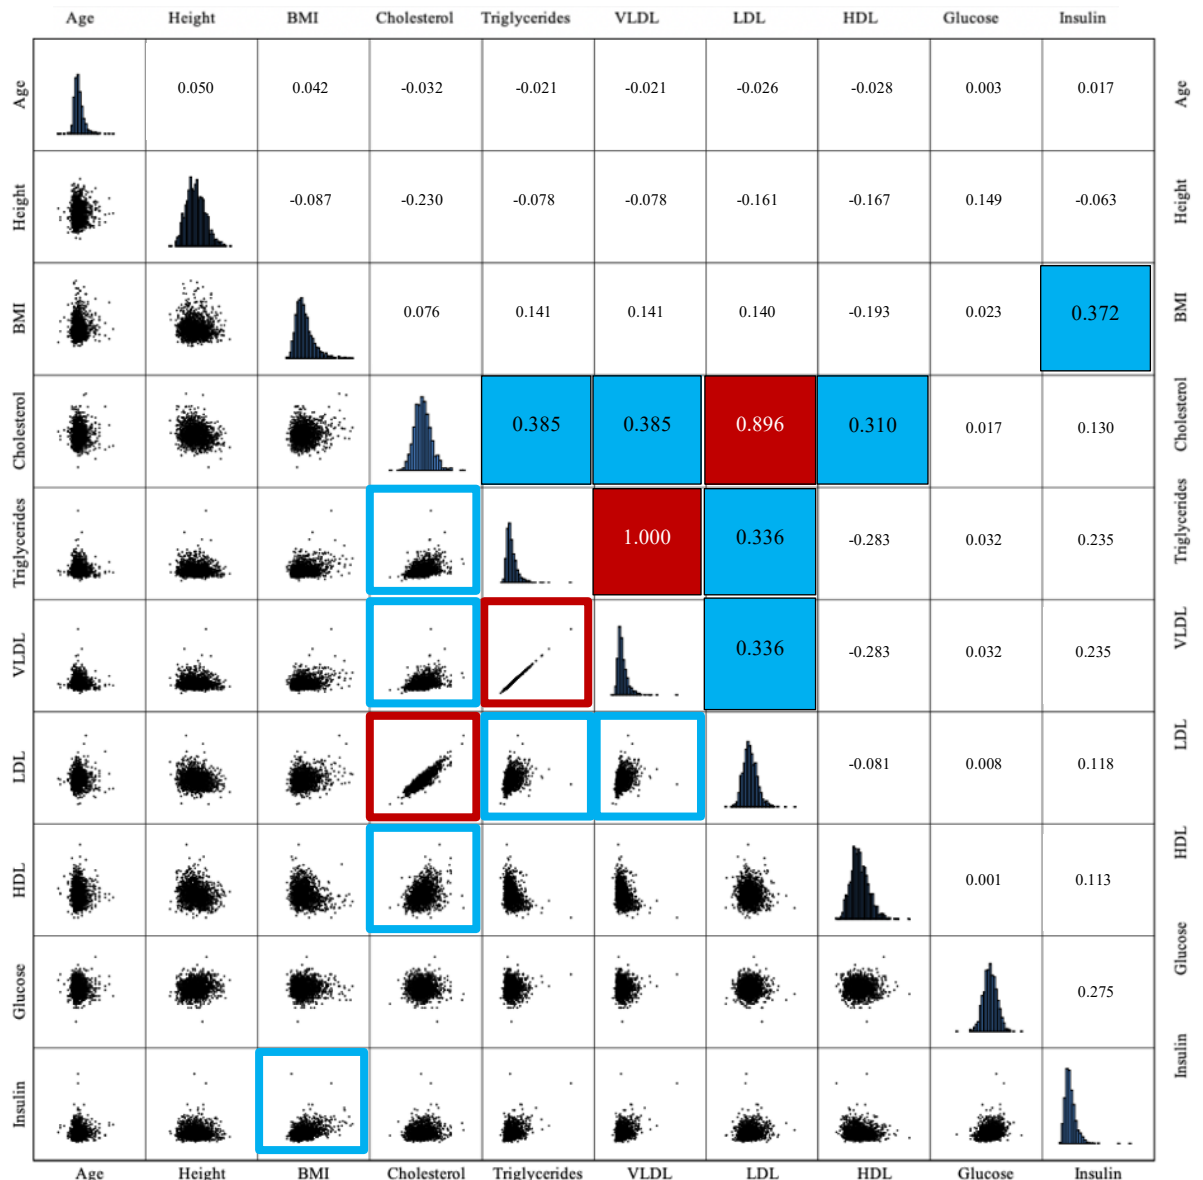 Age Height BMI Cholesterol Triglycerides VLDL LDL HDL Glucose Insulin
Age 0.050 0.042 -0.032 -0.021 -0.021 -0.026 -0.028 0.003 0.017 Age
Height -0.087 -0.230 -0.078 -0.078 -0.161 -0.167 0.149 -0.063 Height
BMI 0.076 0.141 0.141 0.140 -0.193 0.023 0.372 BMI
Cholesterol 0.385 0.385 0.896 0.310 0.017 0.130 Cholesterol
Triglycerides 1.000 0.336 -0.283 0.032 0.235 Triglycerides
VLDL 0.336 -0.283 0.032 0.235 VLDL
LDL -0.081 0.008 0.118 LDL
HDL 0.001 0.113 HDL
Glucose 0.275 Glucose
Insulin Insulin
Age Height BMI Cholesterol Triglycerides VLDL LDL HDL Glucose Insulin